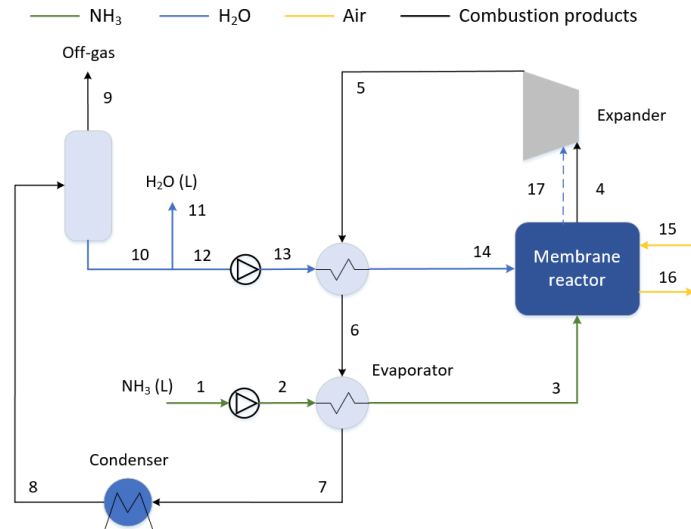 NH₃ H₂O Air Combustion products
Off-gas
9
5
Expander
H₂O (L)
17 4
11
15
10 12 13 14
Membrane
reactor
16
6
Evaporator
NH₃ (L) 1 2 3
Condenser
8 7